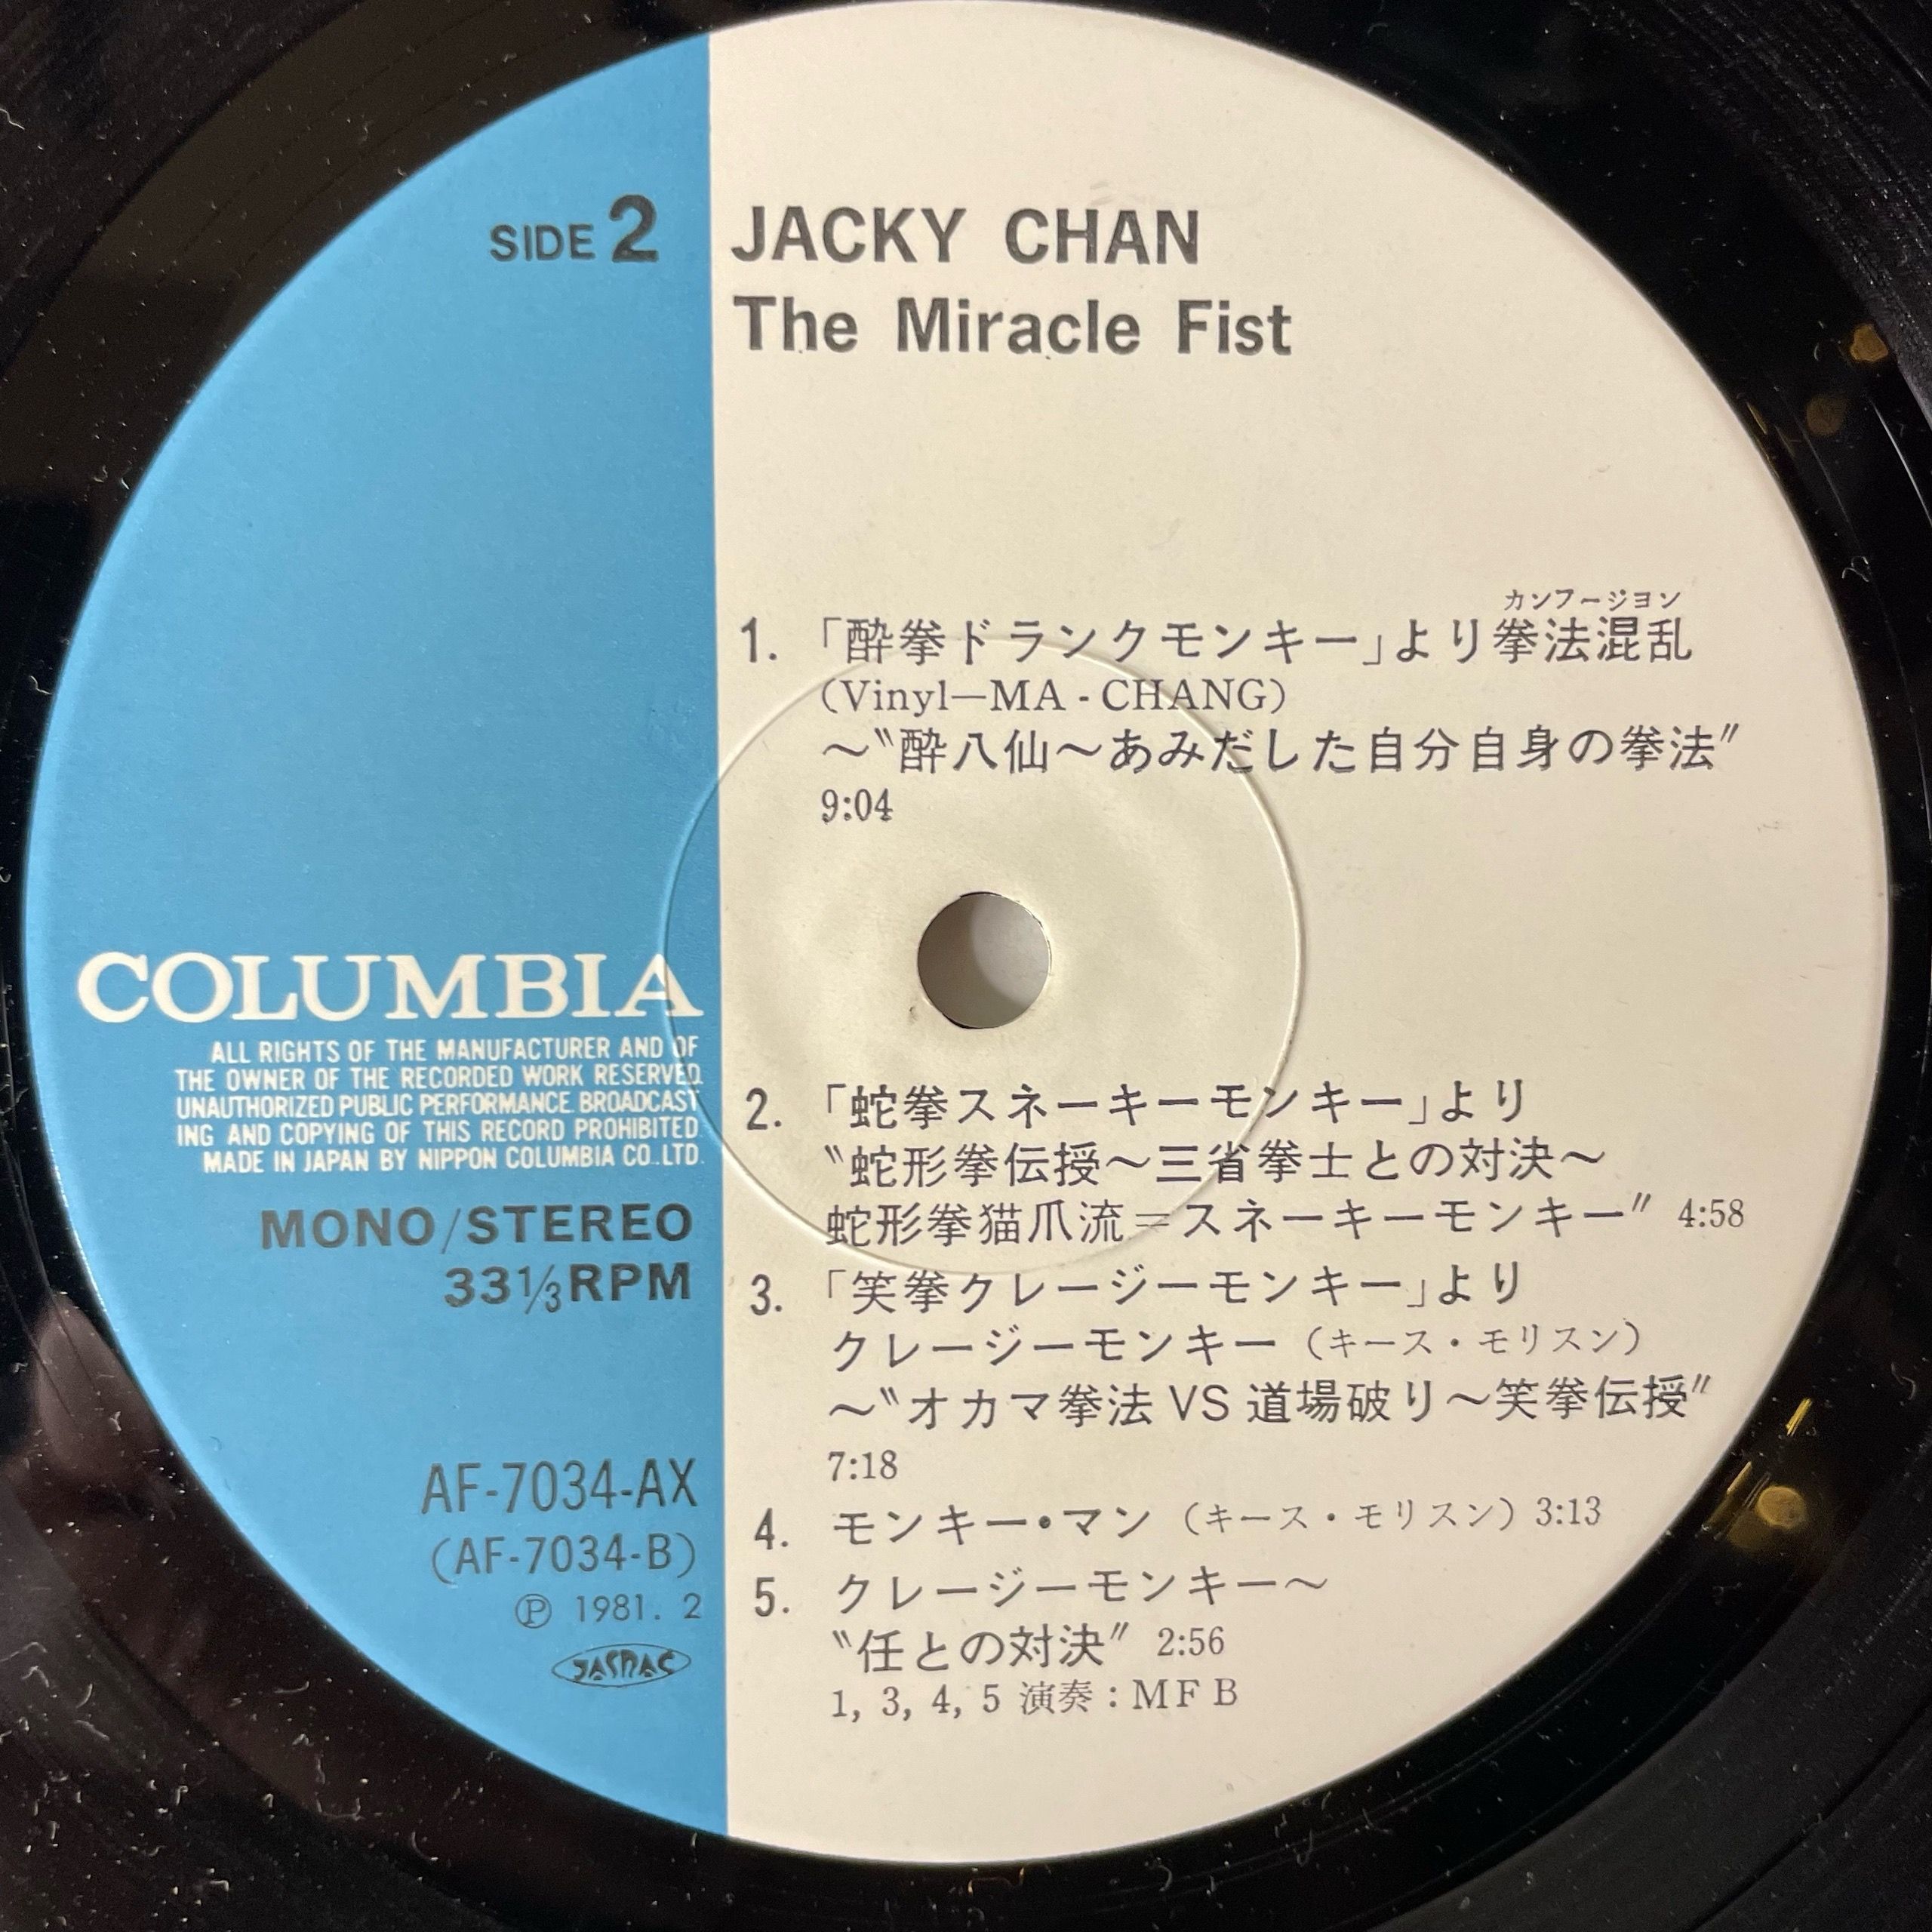 SIDE 2
JACKY CHAN
The Miracle Fist
カンフージョン
1. 「酔拳ドランクモンキー」より拳法混乱
(Vinyl—MA - CHANG)
〜〝酔八仙〜あみだした自分自身の拳法〞
9:04
COLUMBIA
ALL RIGHTS OF THE MANUFACTURER AND OF
THE OWNER OF THE RECORDED WORK RESERVED.
UNAUTHORIZED PUBLIC PERFORMANCE BROADCAST
ING AND COPYING OF THIS RECORD PROHIBITED
MADE IN JAPAN BY NIPPON COLUMBIA CO.,LTD.
MONO/STEREO
33⅓RPM
AF-7034-AX
(AF-7034-B)
Ⓟ 1981. 2
JASRAC
2. 「蛇拳スネーキーモンキー」より
〝蛇形拳伝授〜三省拳士との対決〜
蛇形拳猫爪流=スネーキーモンキー〞 4:58
3. 「笑拳クレージーモンキー」より
クレージーモンキー（キース・モリスン）
〜〝オカマ拳法 VS 道場破り〜笑拳伝授〞
7:18
4. モンキー・マン（キース・モリスン）3:13
5. クレージーモンキー〜
〝任との対決〞 2:56
1, 3, 4, 5 演奏：MFB